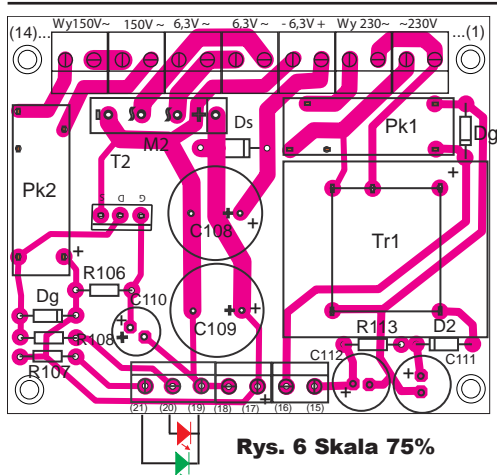 Wy150V~ 150V ~ 6,3V ~ 6,3V ~ - 6,3V + Wy 230~ ~230V
(14)... ...(1)
Ds
Pk1
Dg
M2
T2
Pk2
S D G
C108
Tr1
R106
C110
Dg
C109
R108
R113 D2
R107
C112 C111
(21) (20) (19) (18) (17) (16) (15)
Rys. 6 Skala 75%